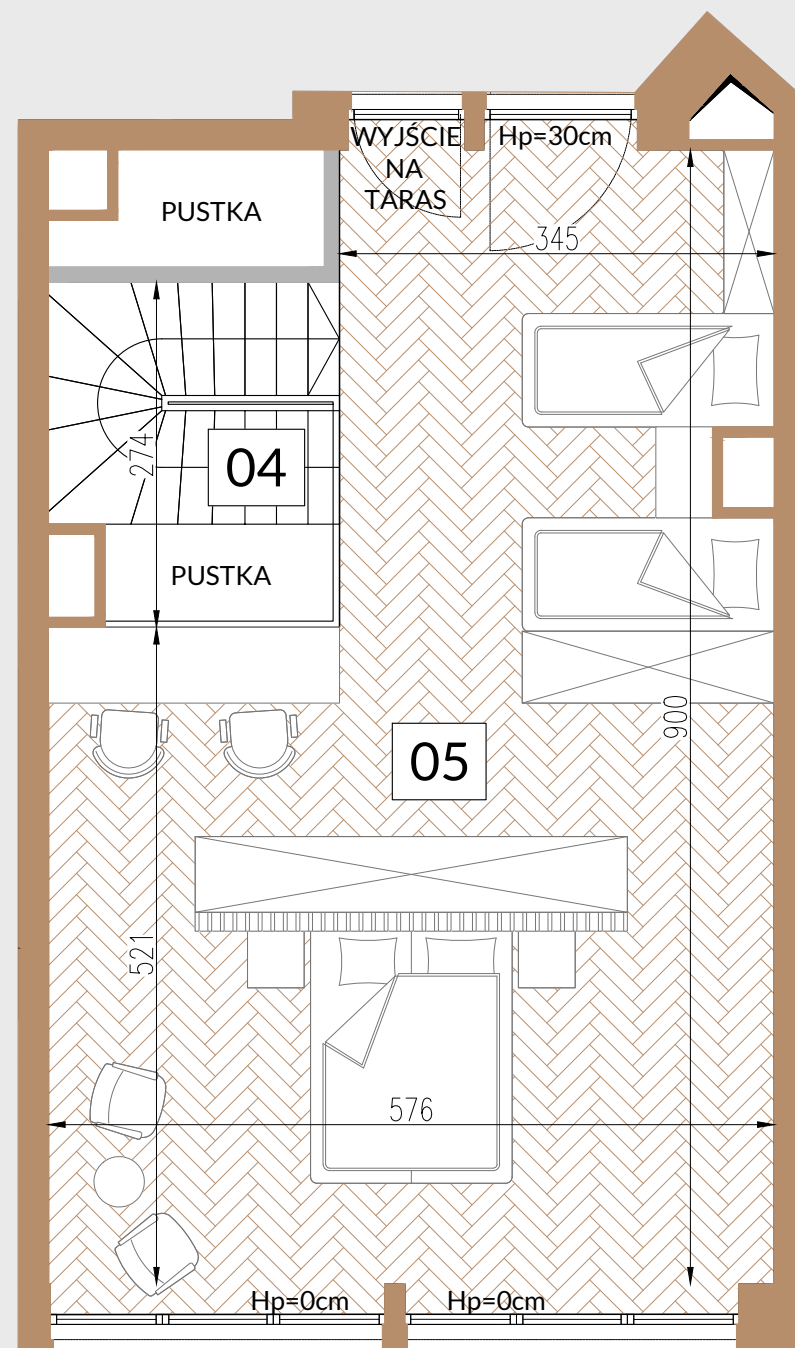 WYJŚCIE
NA
TARAS
Hp=30cm
PUSTKA
345
274
04
PUSTKA
900
05
521
576
Hp=0cm
Hp=0cm